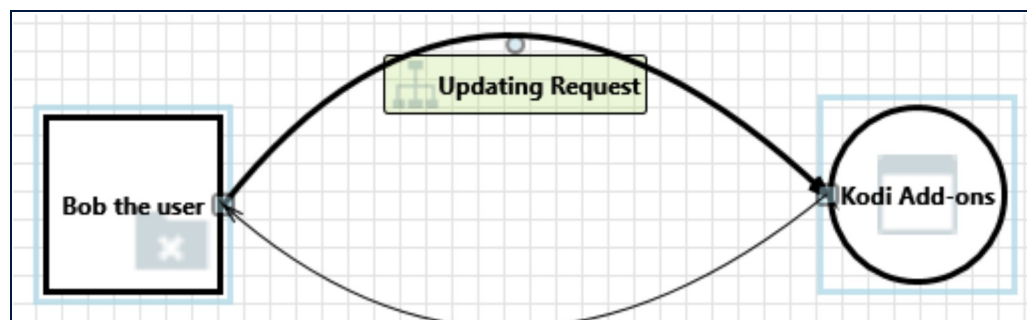 Updating Request
Bob the user
Kodi Add-ons